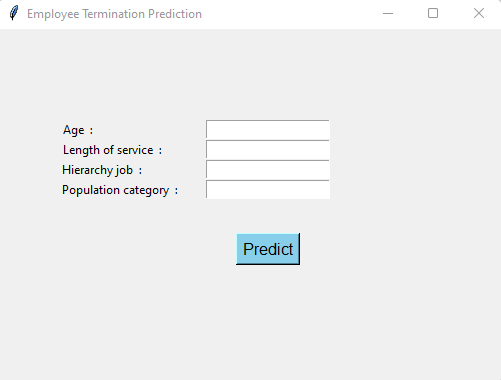 Employee Termination Prediction
Age :
Length of service :
Hierarchy job :
Population category :
Predict